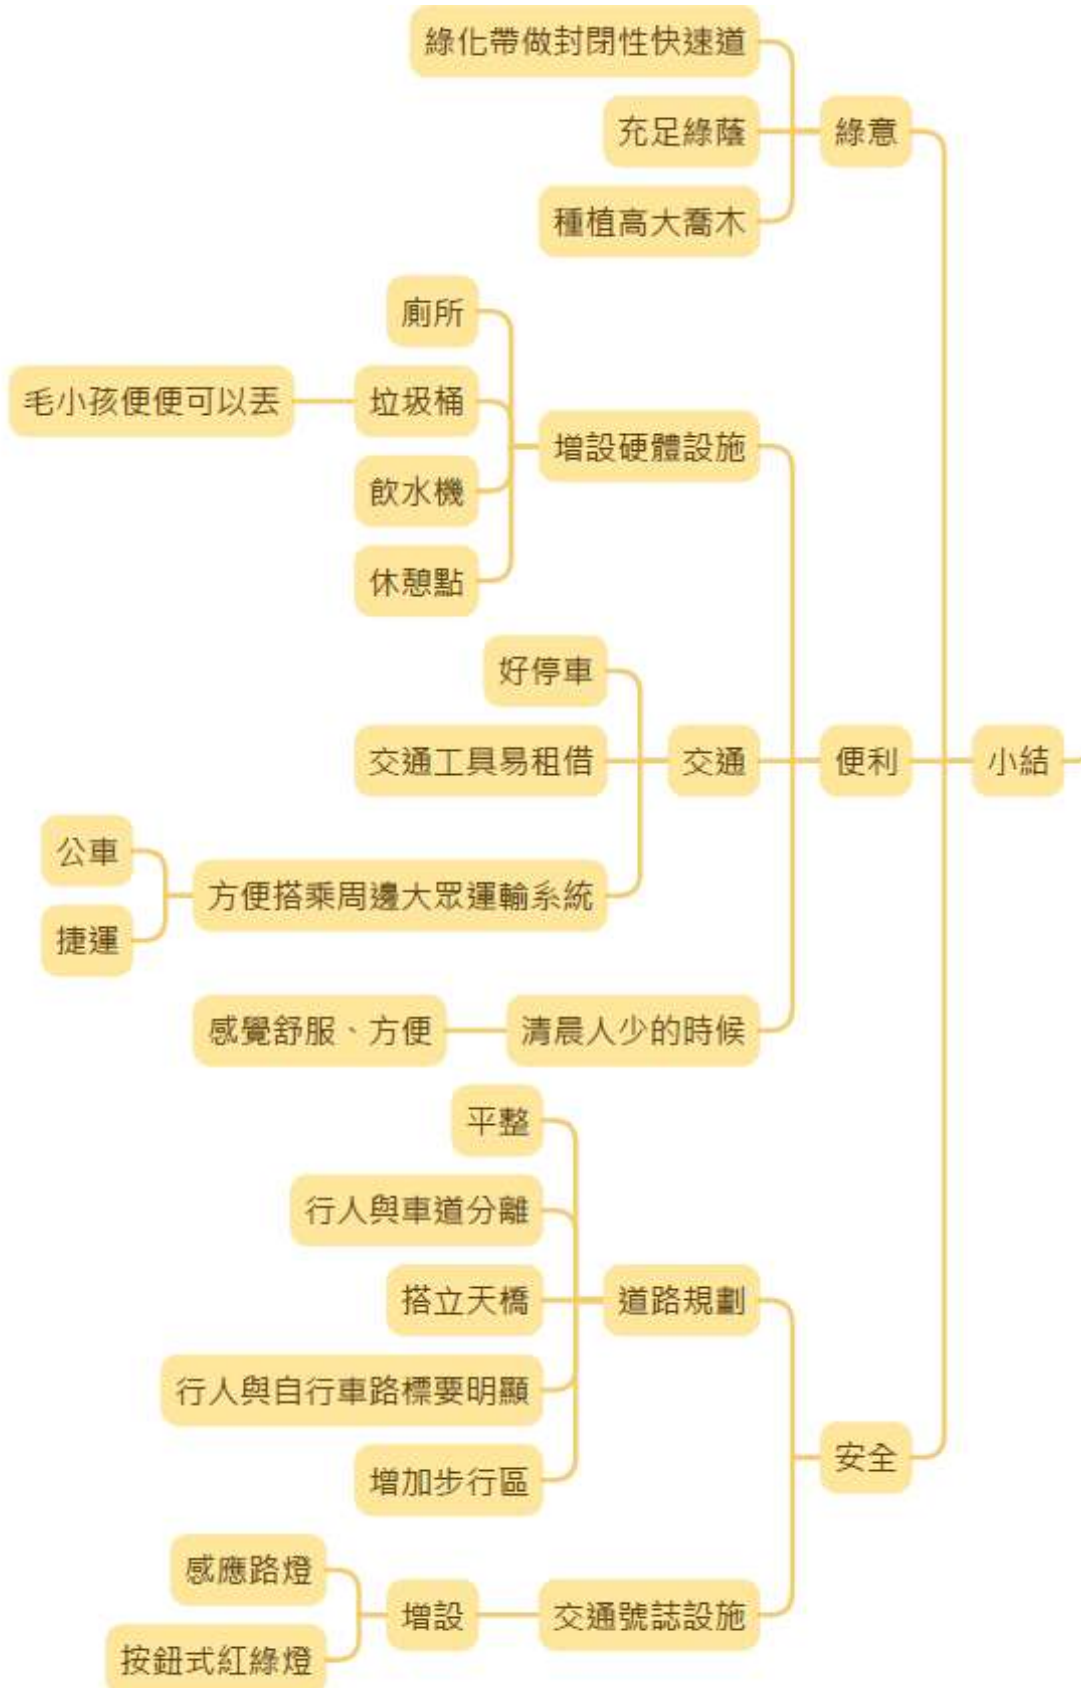 綠化帶做封閉性快速道
充足綠蔭
綠意
種植高大喬木
廁所
毛小孩便便可以丟
垃圾桶
增設硬體設施
飲水機
休憩點
好停車
交通工具易租借
交通
便利
小結
公車
方便搭乘周邊大眾運輸系統
捷運
感覺舒服、方便
清晨人少的時候
平整
行人與車道分離
搭立天橋
道路規劃
行人與自行車路標要明顯
安全
增加步行區
感應路燈
增設
交通號誌設施
按鈕式紅綠燈